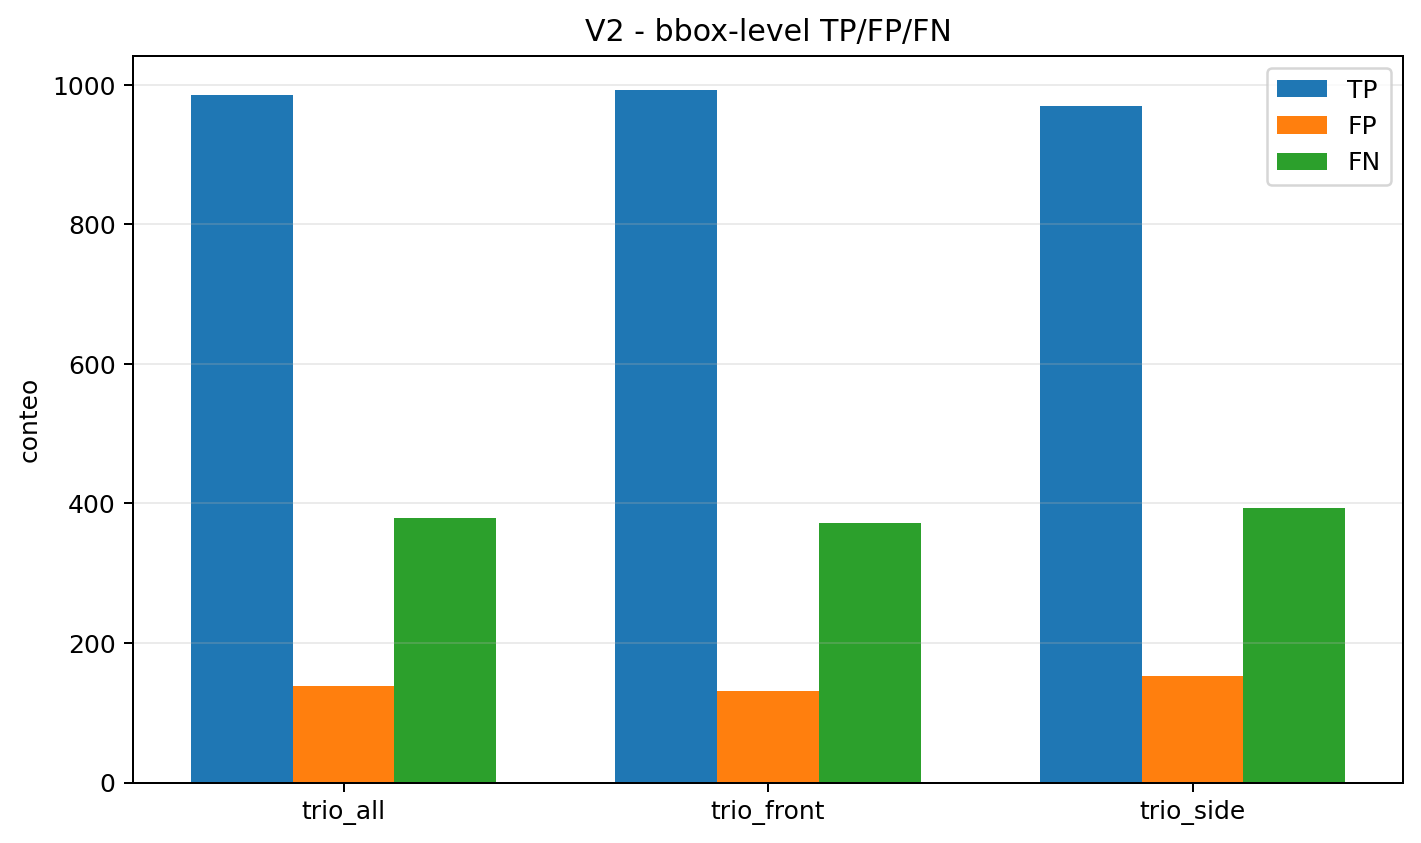 V2 - bbox-level TP/FP/FN
conteo
1000
800
600
400
200
0
TP
FP
FN
trio_all
trio_front
trio_side